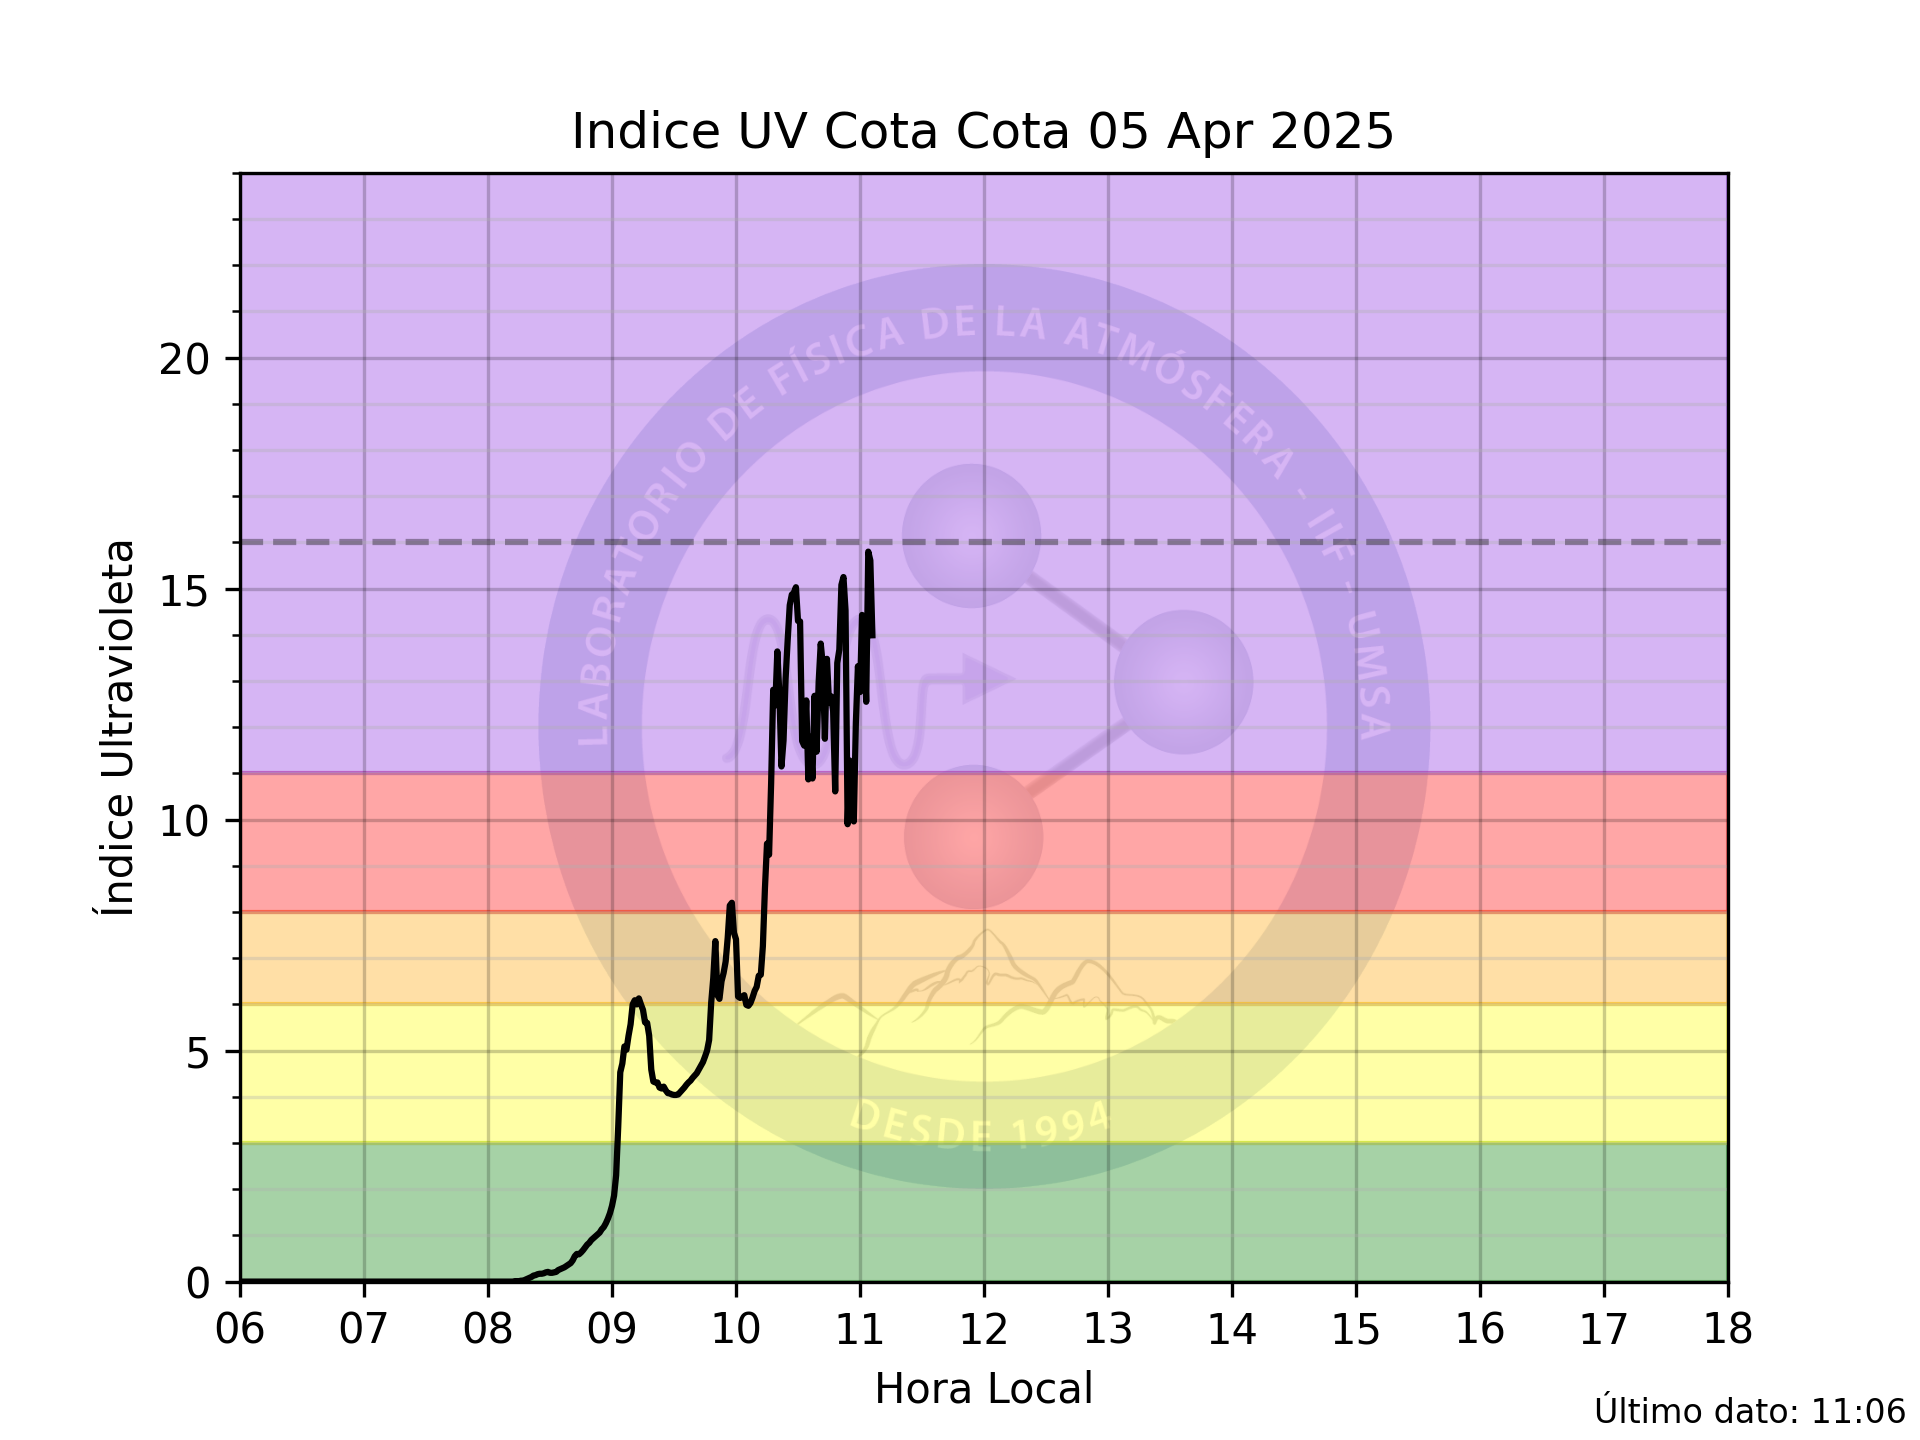 Indice UV Cota Cota 05 Apr 2025
LABORATORIO DE FÍSICA DE LA ATMÓSFERA - IIF - UMSA
DESDE 1994
Índice Ultravioleta
20
15
10
5
0
06 07 08 09 10 11 12 13 14 15 16 17 18
Hora Local
Último dato: 11:06